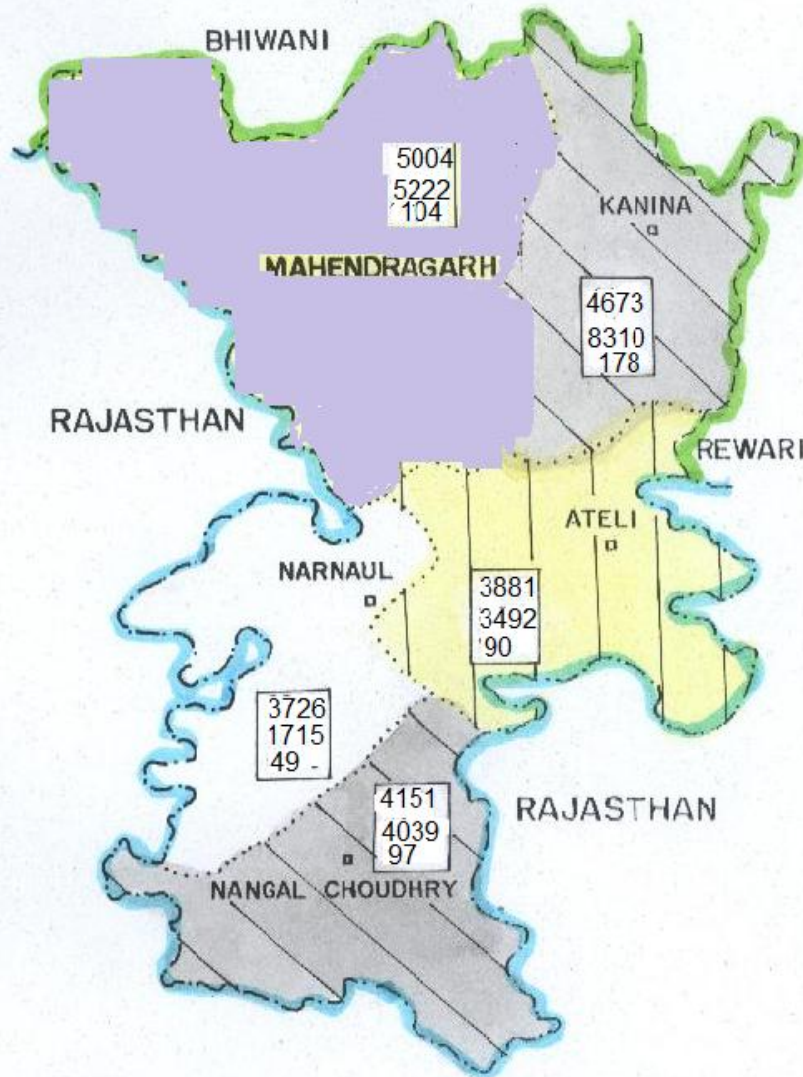 BHIWANI
5004
5222
104
KANINA
MAHENDRAGARH
4673
8310
178
RAJASTHAN
REWARI
ATELI
NARNAUL
3881
3492
90
3726
1715
49
4151
4039
97
RAJASTHAN
NANGAL CHOUDHRY